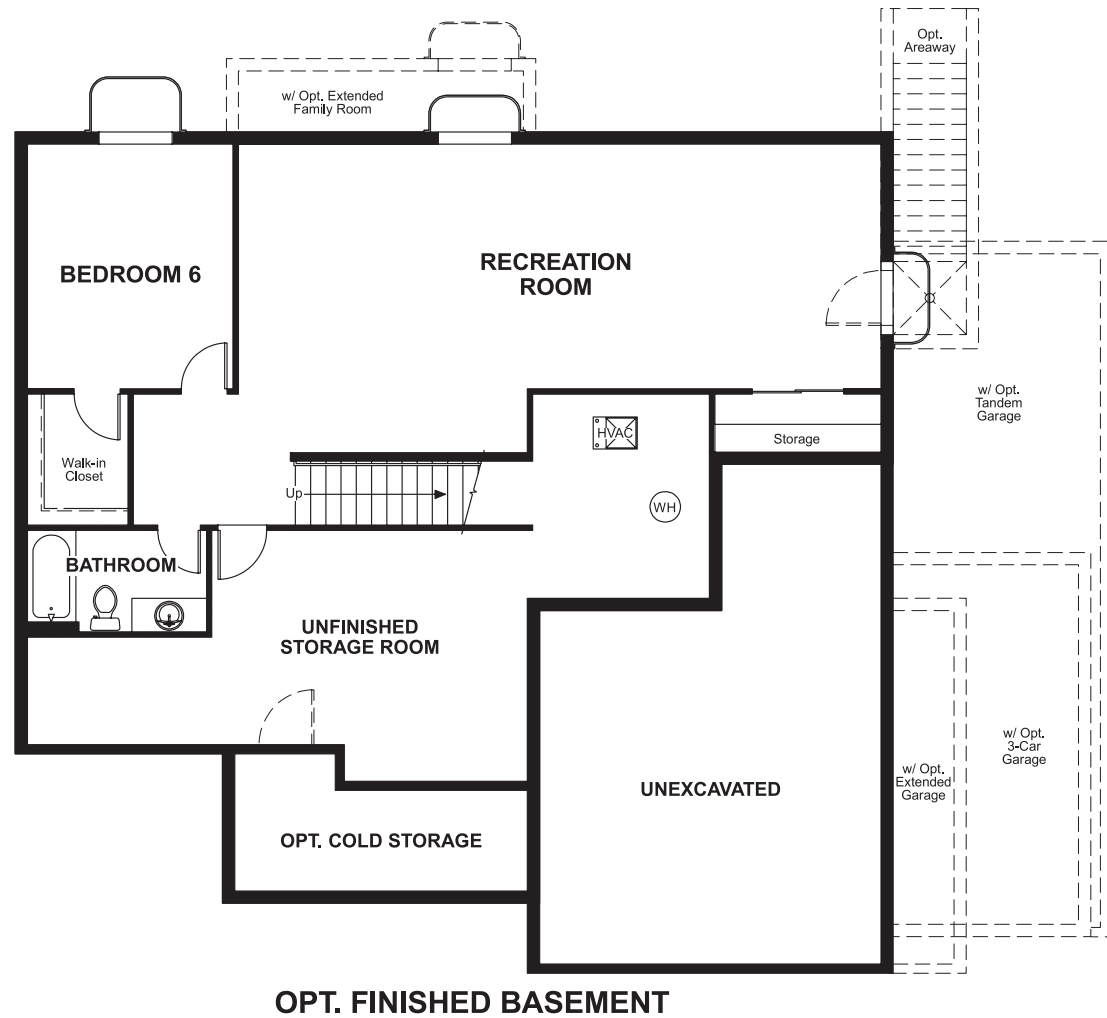 Opt.
Areaway
w/ Opt. Extended
Family Room
BEDROOM 6
RECREATION
ROOM
w/ Opt.
Tandem
Garage
HVAC
Storage
Walk-in
Closet
Up
WH
BATHROOM
UNFINISHED
STORAGE ROOM
w/ Opt.
3-Car
Garage
w/ Opt.
Extended
Garage
UNEXCAVATED
OPT. COLD STORAGE
OPT. FINISHED BASEMENT